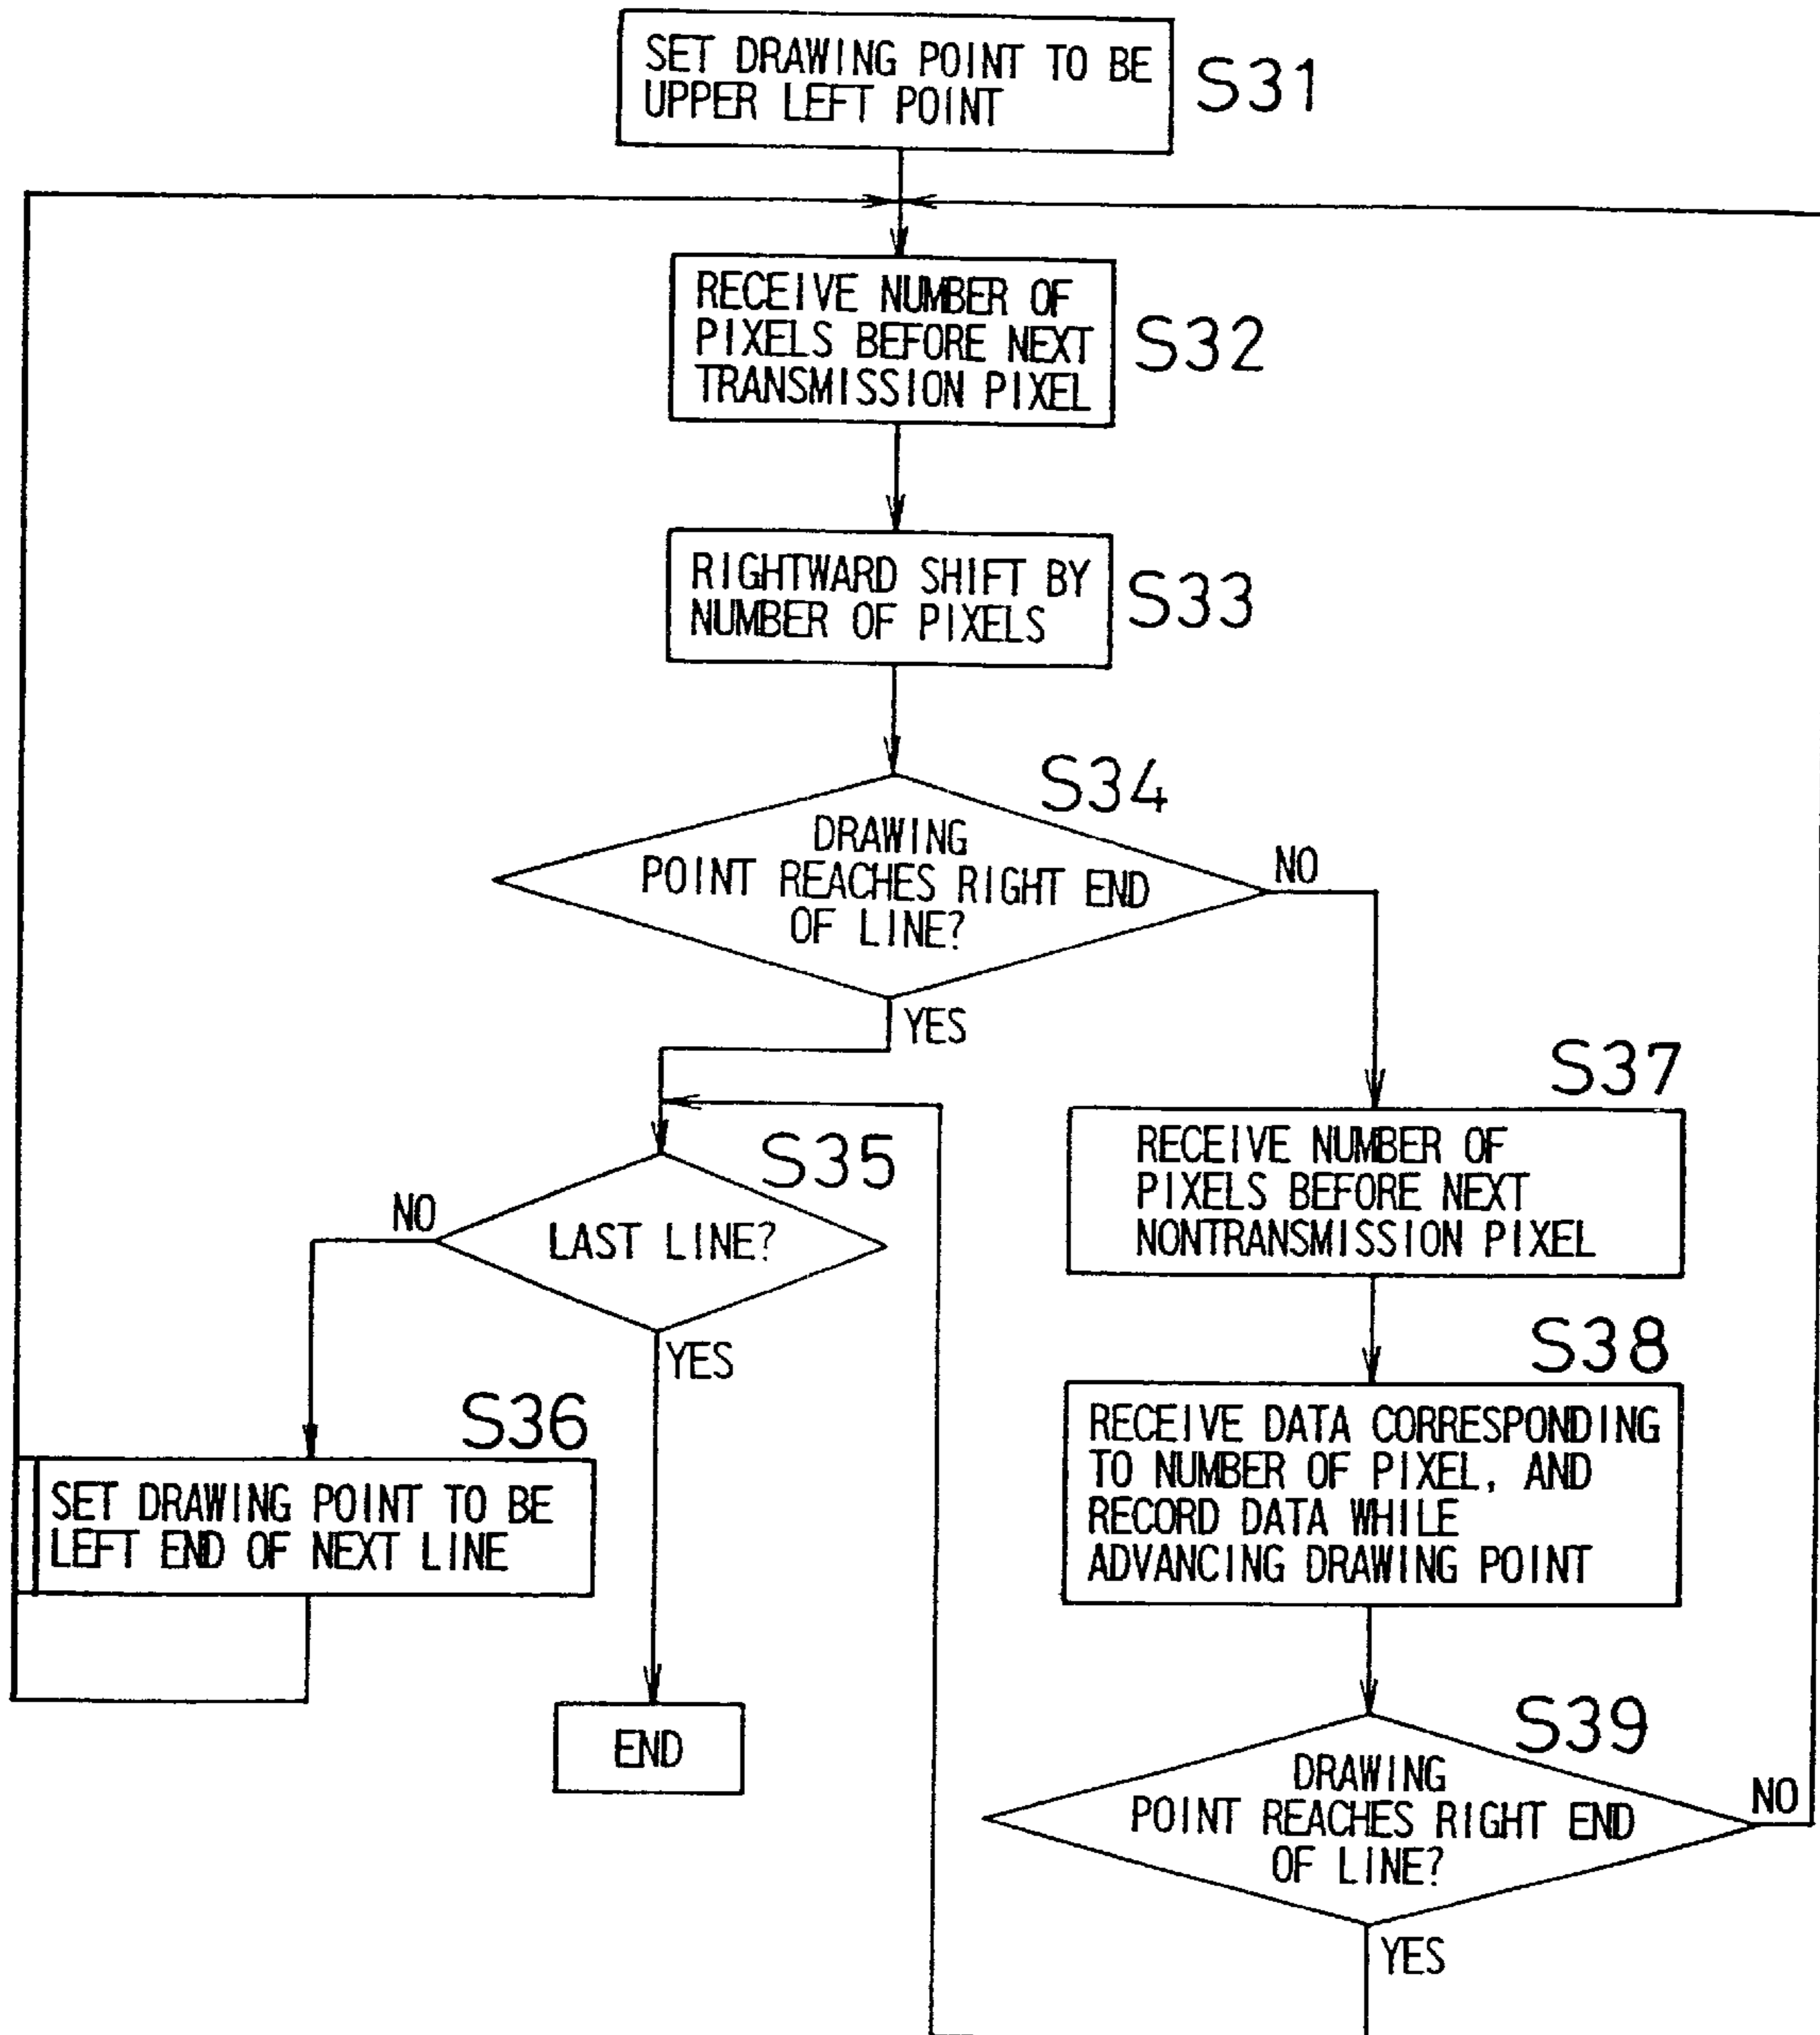 SET DRAWING POINT TO BE
UPPER LEFT POINT
S31
RECEIVE NUMBER OF
PIXELS BEFORE NEXT
TRANSMISSION PIXEL
S32
RIGHTWARD SHIFT BY
NUMBER OF PIXELS
S33
S34
DRAWING
POINT REACHES RIGHT END
OF LINE?
NO
YES
S35
LAST LINE?
NO
YES
S36
SET DRAWING POINT TO BE
LEFT END OF NEXT LINE
END
S37
RECEIVE NUMBER OF
PIXELS BEFORE NEXT
NONTRANSMISSION PIXEL
S38
RECEIVE DATA CORRESPONDING
TO NUMBER OF PIXEL, AND
RECORD DATA WHILE
ADVANCING DRAWING POINT
S39
DRAWING
POINT REACHES RIGHT END
OF LINE?
NO
YES